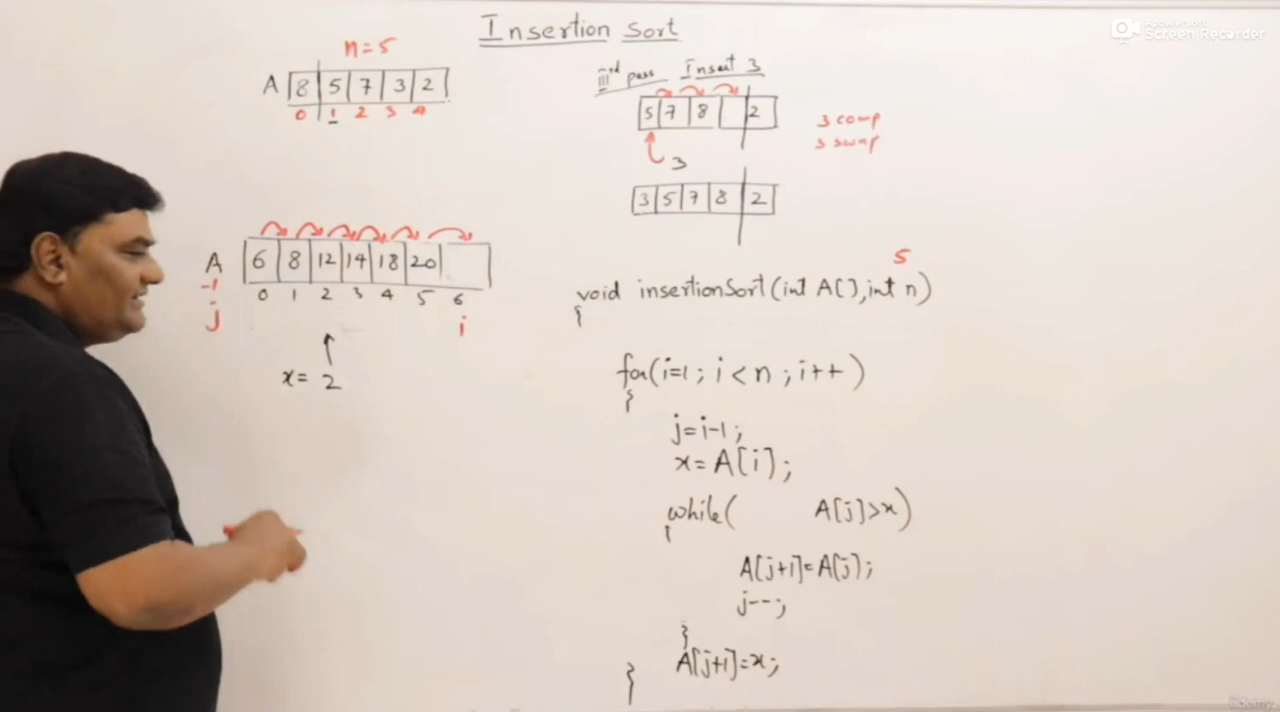 Insertion Sort
n=5
A 8 5 7 3 2
0 1 2 3 4
IIIrd pass Insert 3
5 7 8 2
3
3 comp
3 swap
3 5 7 8 2
A 6 8 12 14 18 20
0 1 2 3 4 5 6
-1
j
i
x= 2
5
void insertionSort(int A[],int n)
{
for(i=1; i<n; i++)
{
j=i-1;
x=A[i];
while( A[j]>x)
{
A[j+1]=A[j];
j--;
}
A[j+1]=x;
}
Apowersoft
Screen Recorder
Udemy